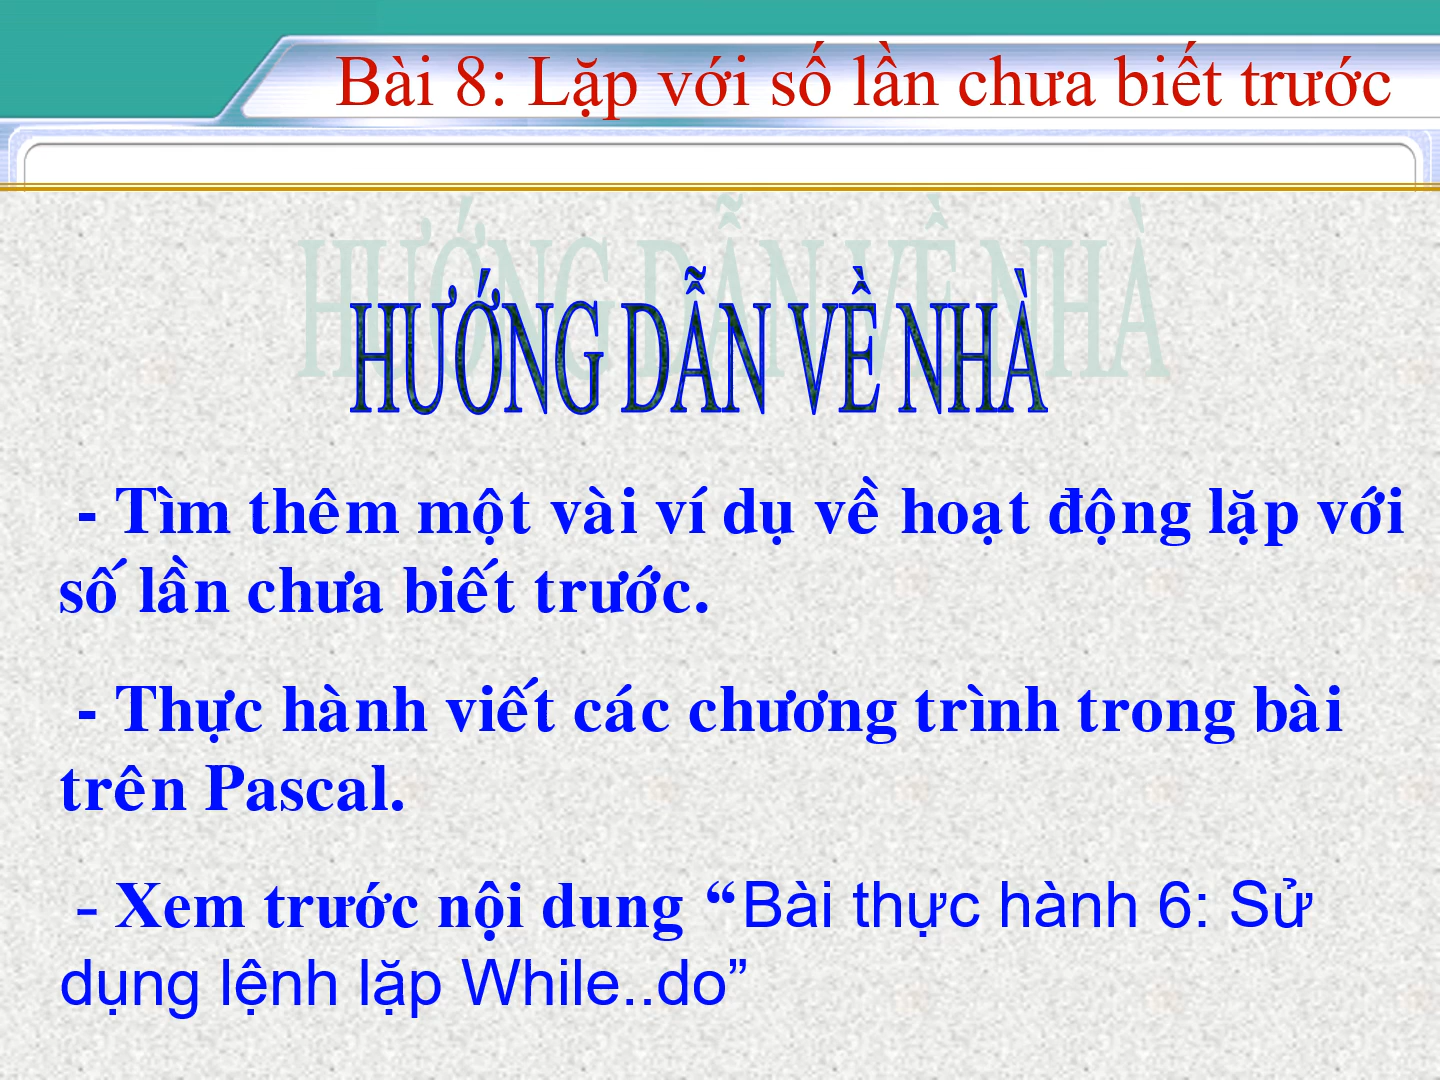 Bài 8: Lặp với số lần chưa biết trước
HƯỚNG DẪN VỀ NHÀ
- Tìm thêm một vài ví dụ về hoạt động lặp với
số lần chưa biết trước.
- Thực hành viết các chương trình trong bài
trên Pascal.
- Xem trước nội dung “Bài thực hành 6: Sử
dụng lệnh lặp While..do”